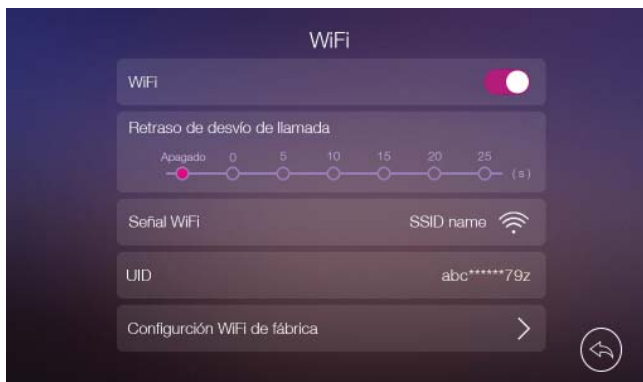 WiFi
WiFi
Retraso de desvío de llamada
Apagado 0 5 10 15 20 25 (s)
Señal WiFi SSID name
UID abc******79z
Configurción WiFi de fábrica